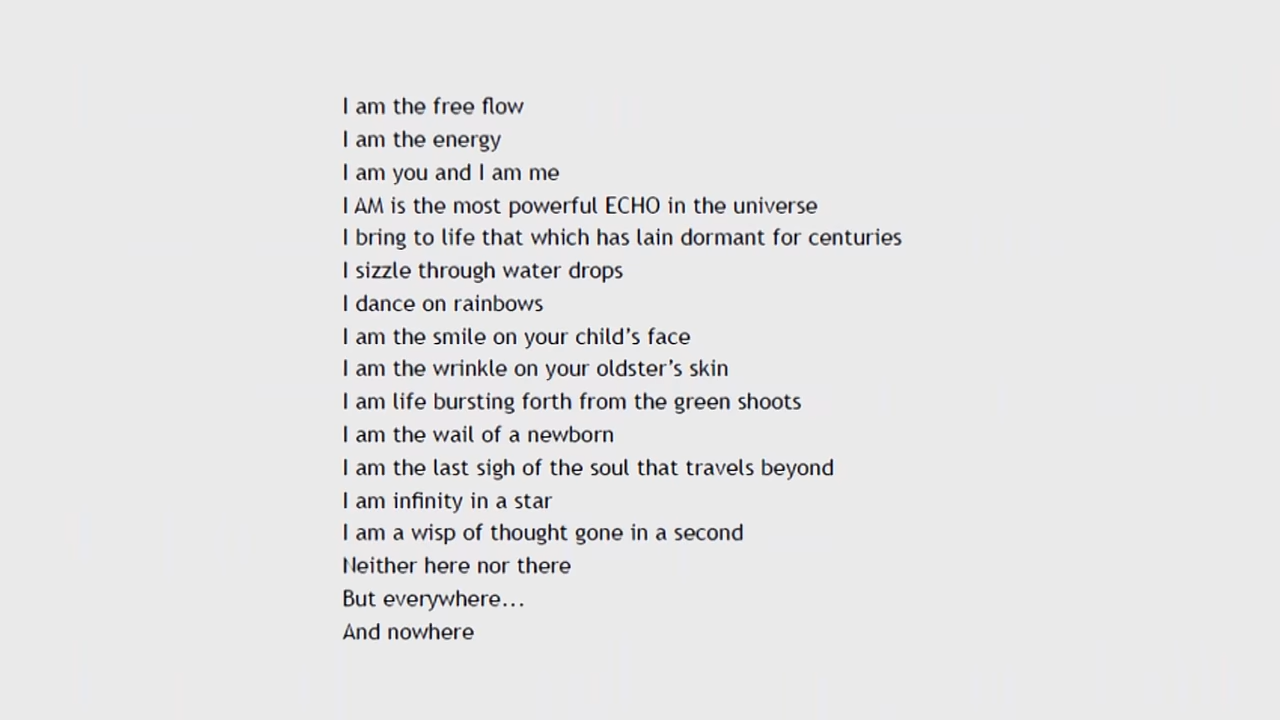 I am the free flow
I am the energy
I am you and I am me
I AM is the most powerful ECHO in the universe
I bring to life that which has lain dormant for centuries
I sizzle through water drops
I dance on rainbows
I am the smile on your child’s face
I am the wrinkle on your oldster’s skin
I am life bursting forth from the green shoots
I am the wail of a newborn
I am the last sigh of the soul that travels beyond
I am infinity in a star
I am a wisp of thought gone in a second
Neither here nor there
But everywhere…
And nowhere